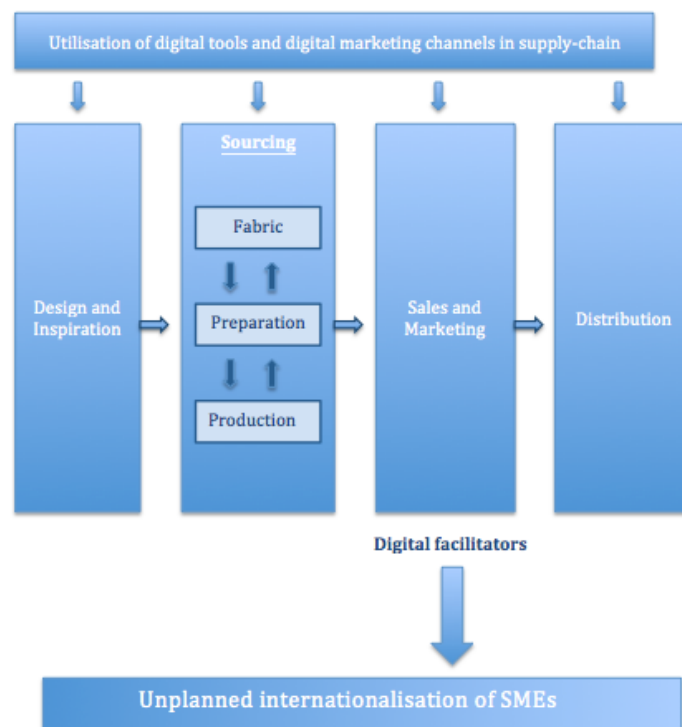 Utilisation of digital tools and digital marketing channels in supply-chain
Sourcing
Fabric
Design and
Inspiration
Preparation
Sales and
Marketing
Distribution
Production
Digital facilitators
Unplanned internationalisation of SMEs